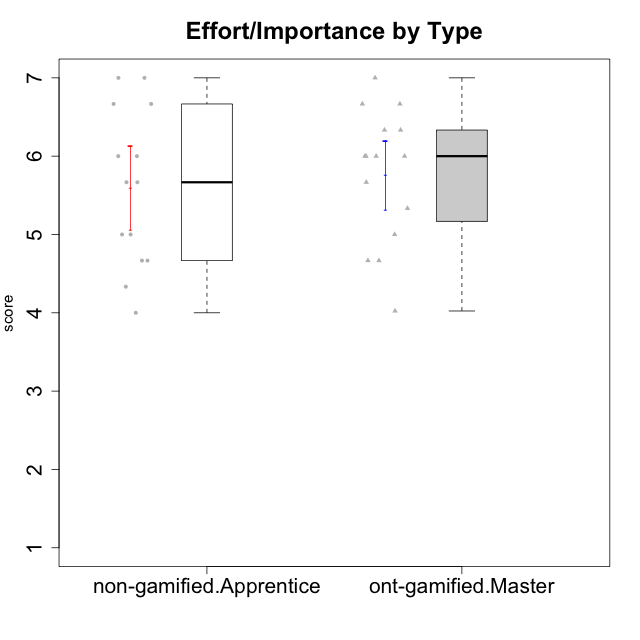 Effort/Importance by Type
7
6
5
4
3
2
1
score
non-gamified.Apprentice
ont-gamified.Master